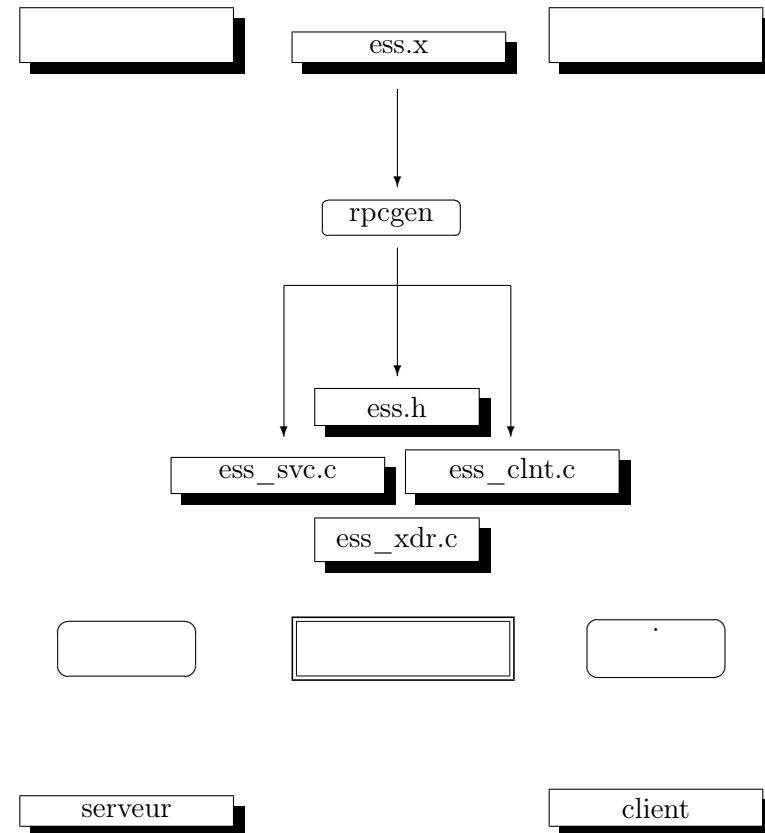 ess.x
rpcgen
ess.h
ess_svc.c
ess_clnt.c
ess_xdr.c
.
serveur
client